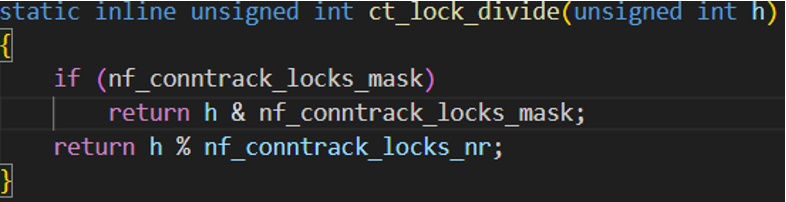 static inline unsigned int ct_lock_divide(unsigned int h)
{
    if (nf_conntrack_locks_mask)
        return h & nf_conntrack_locks_mask;
    return h % nf_conntrack_locks_nr;
}